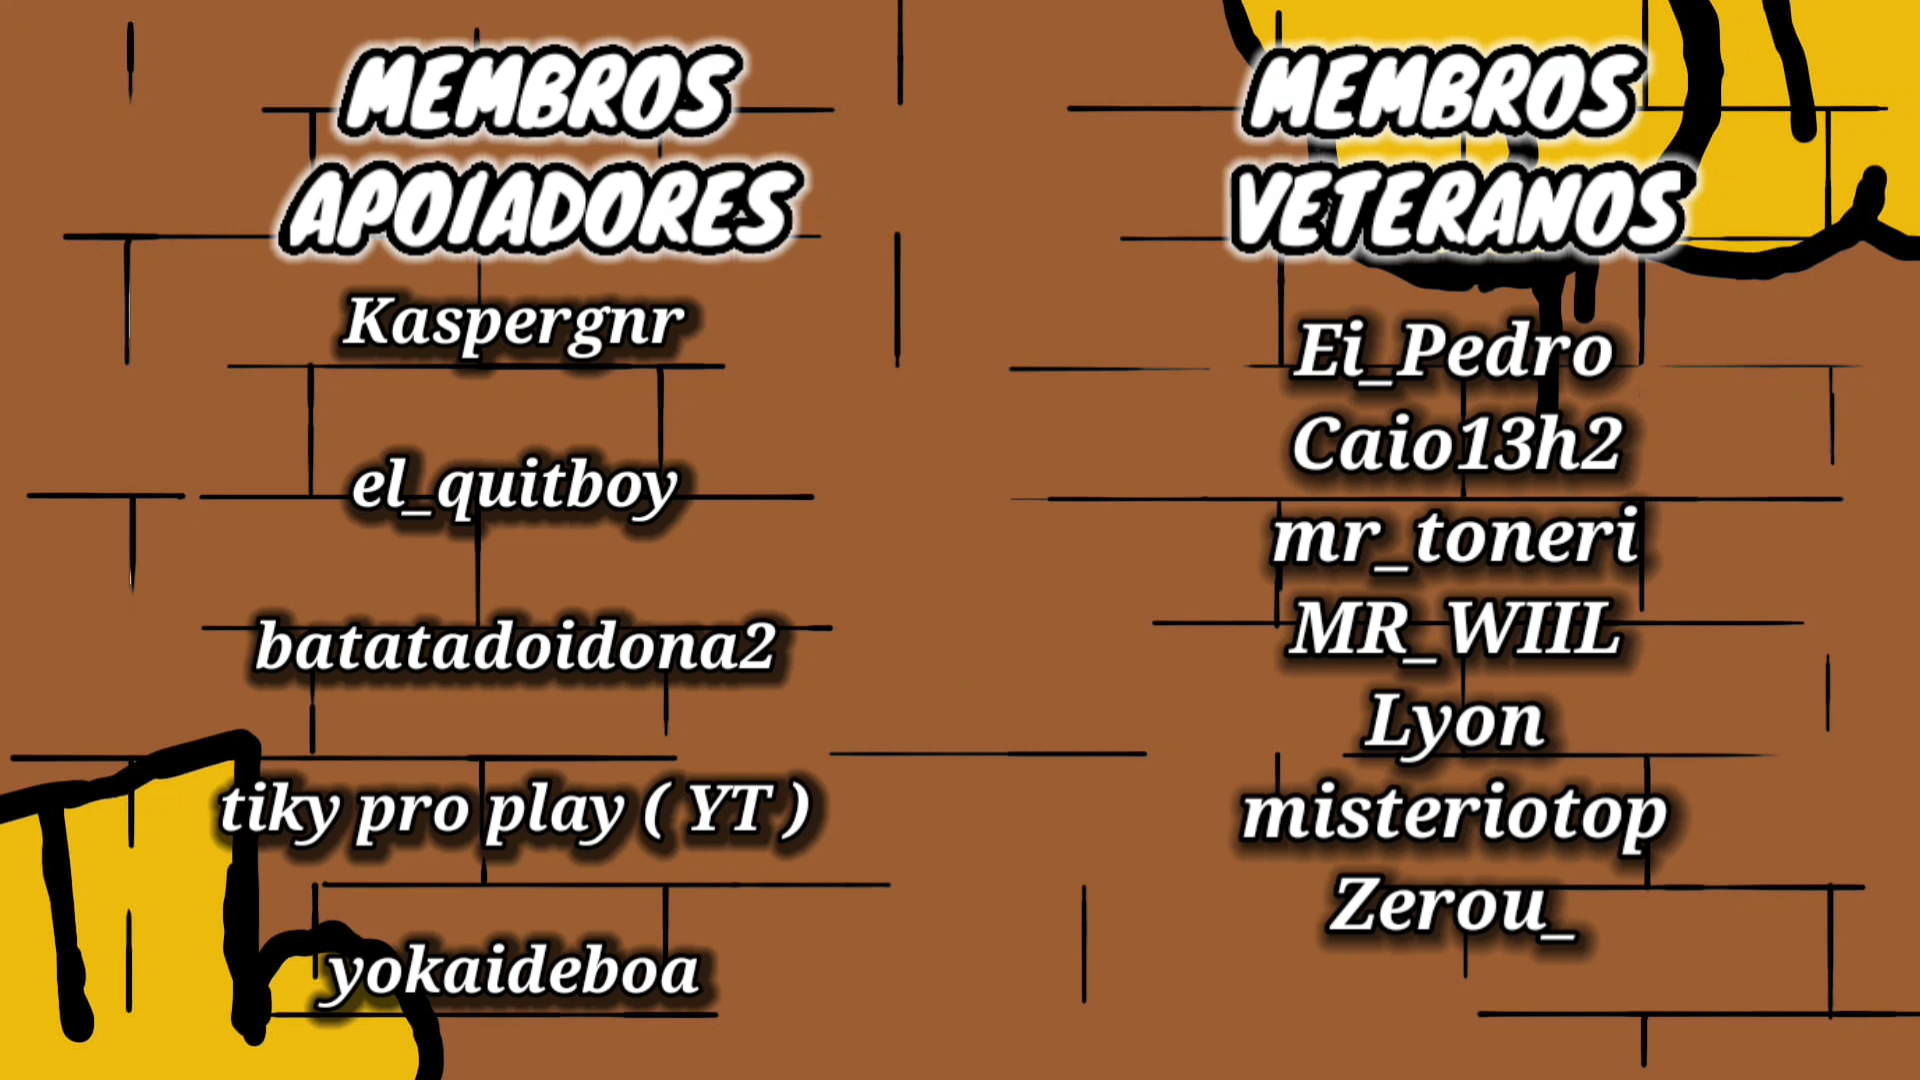 MEMBROS
APOIADORES
Kaspergnr
el_quitboy
batatadoidona2
tiky pro play ( YT )
yokaideboa
MEMBROS
VETERANOS
Ei_Pedro
Caio13h2
mr_toneri
MR_WIIL
Lyon
misteriotop
Zerou_